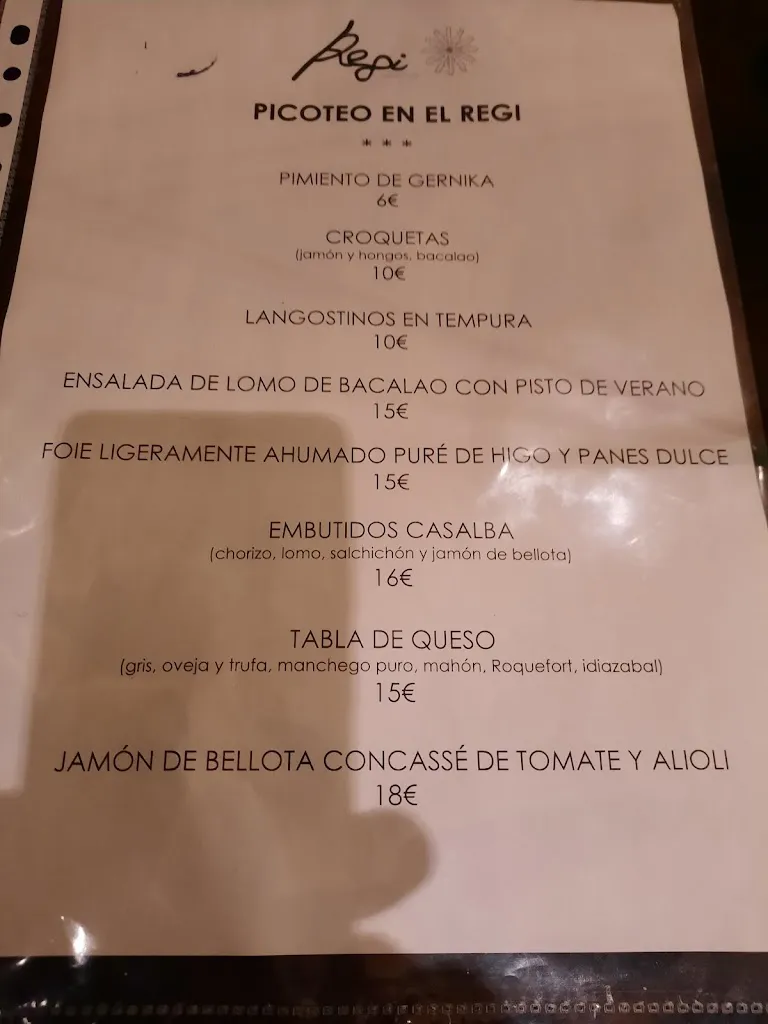 Regi
PICOTEO EN EL REGI
* * *
PIMIENTO DE GERNIKA
6€
CROQUETAS
(jamón y hongos, bacalao)
10€
LANGOSTINOS EN TEMPURA
10€
ENSALADA DE LOMO DE BACALAO CON PISTO DE VERANO
15€
FOIE LIGERAMENTE AHUMADO PURÉ DE HIGO Y PANES DULCE
15€
EMBUTIDOS CASALBA
(chorizo, lomo, salchichón y jamón de bellota)
16€
TABLA DE QUESO
(gris, oveja y trufa, manchego puro, mahón, Roquefort, idiazabal)
15€
JAMÓN DE BELLOTA CONCASSÉ DE TOMATE Y ALIOLI
18€